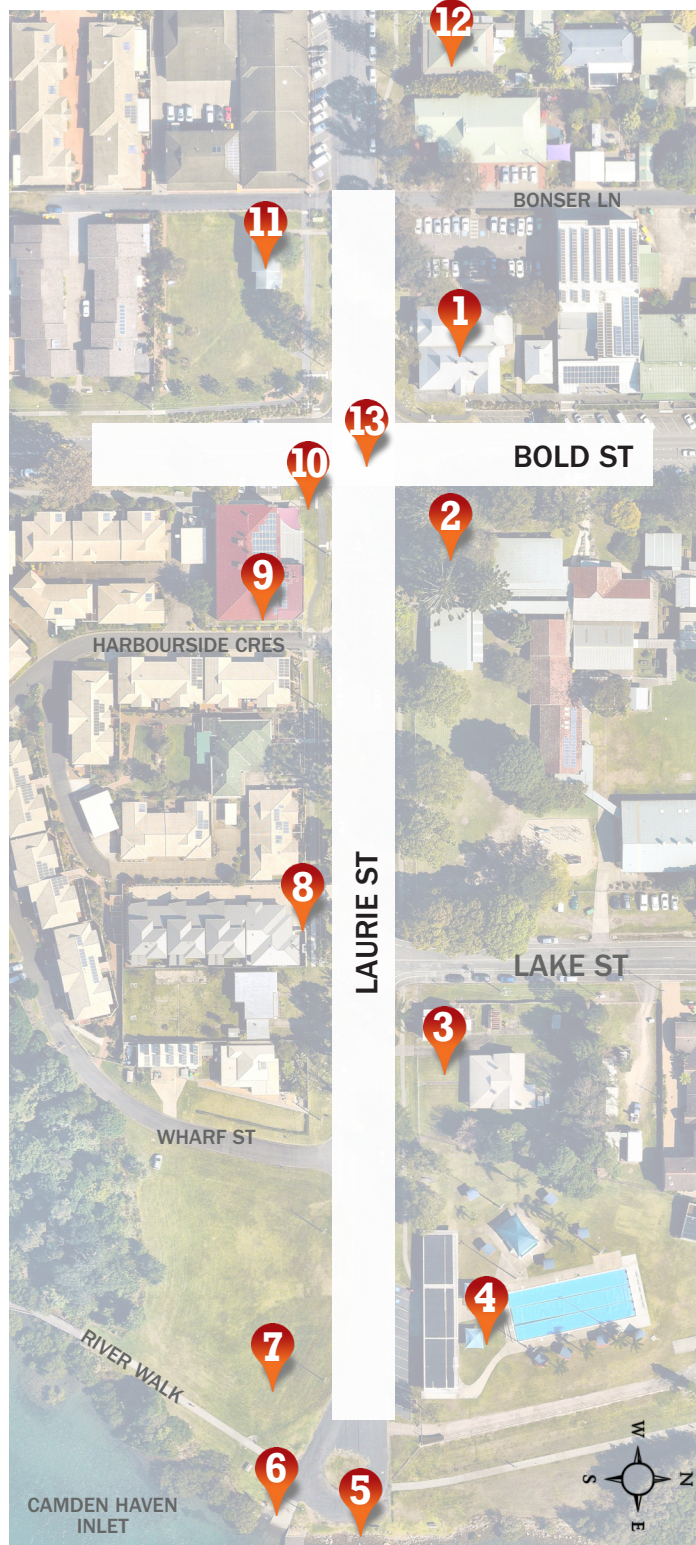 12
BONSER LN
11
1
13
BOLD ST
10
2
9
HARBOURSIDE CRES
8
LAURIE ST
LAKE ST
3
WHARF ST
4
7
RIVER WALK
6
5
CAMDEN HAVEN
INLET
W
N
S
E